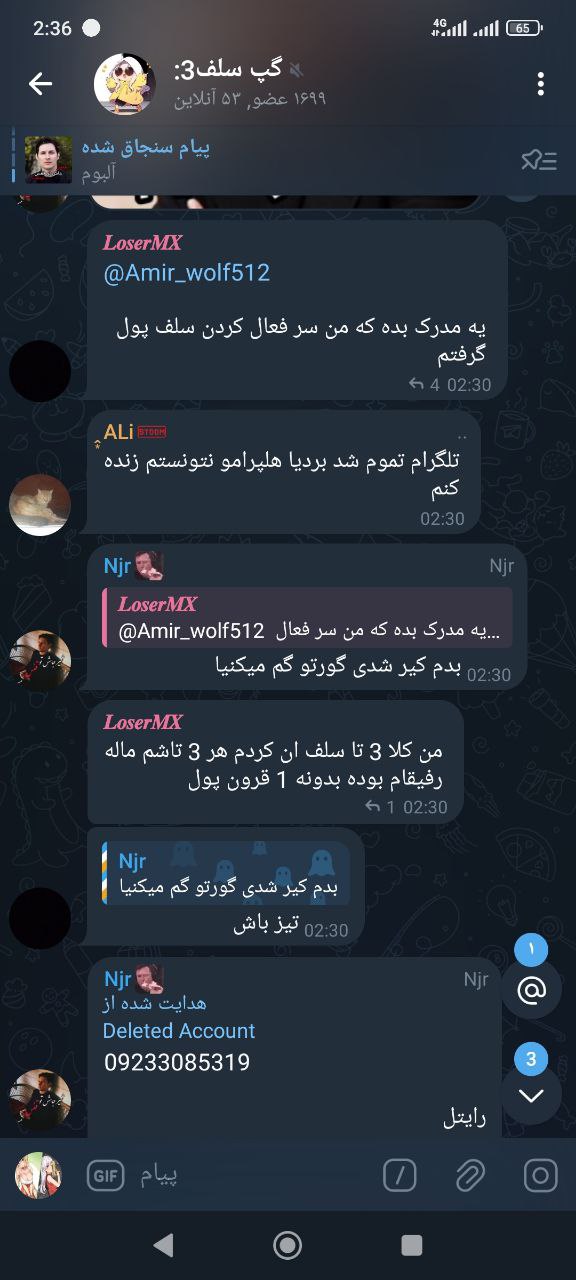 2:36
4G
65
گپ سلف3:
۱۶۹۹ عضو, ۵۳ آنلاین
پیام سنجاق شده
آلبوم
LoserMX
@Amir_wolf512
یه مدرک بده که من سر فعال کردن سلف پول
گرفتم
4 02:30
ALi
..
تلگرام تموم شد بردیا هلپرامو نتونستم زنده
کنم
02:30
Njr
Njr
LoserMX
@Amir_wolf512 یه مدرک بده که من سر فعال...
بدم کیر شدی گورتو گم میکنیا
02:30
LoserMX
من کلا 3 تا سلف ان کردم هر 3 تاشم ماله
رفیقام بوده بدونه 1 قرون پول
1 02:30
Njr
بدم کیر شدی گورتو گم میکنیا
تیز باش
02:30
Njr
Njr
هدایت شده از
Deleted Account
09233085319
رایتل
۱
@
3
GIF
پیام
/